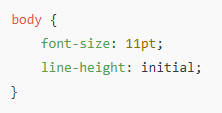 body {
    font-size: 11pt;
    line-height: initial;
}